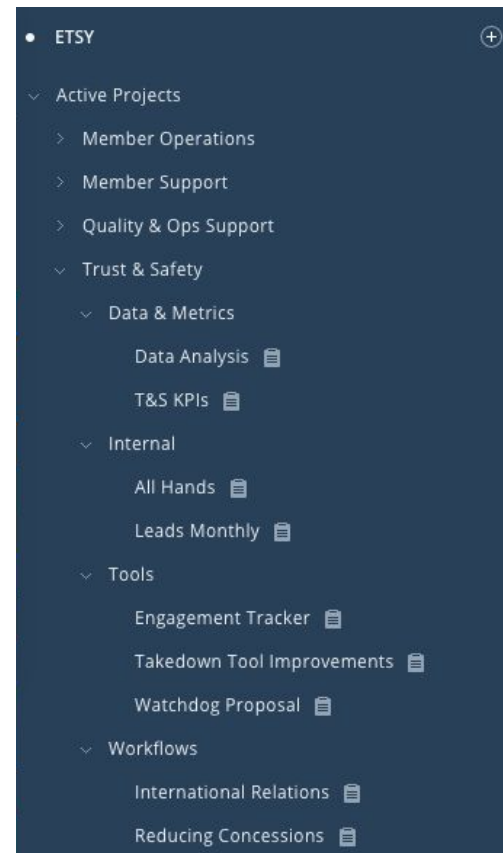 ETSY
Active Projects
Member Operations
Member Support
Quality & Ops Support
Trust & Safety
Data & Metrics
Data Analysis
T&S KPIs
Internal
All Hands
Leads Monthly
Tools
Engagement Tracker
Takedown Tool Improvements
Watchdog Proposal
Workflows
International Relations
Reducing Concessions